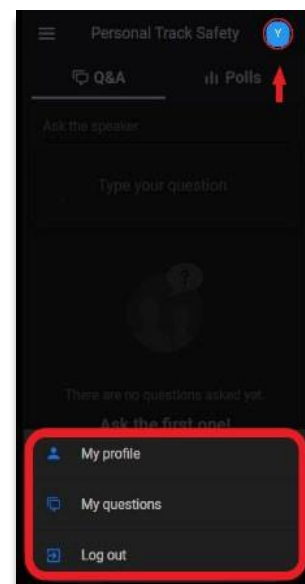 Personal Track Safety
Y
Q&A
Polls
Ask the speaker
Type your question
There are no questions asked yet.
Ask the first one!
My profile
My questions
Log out